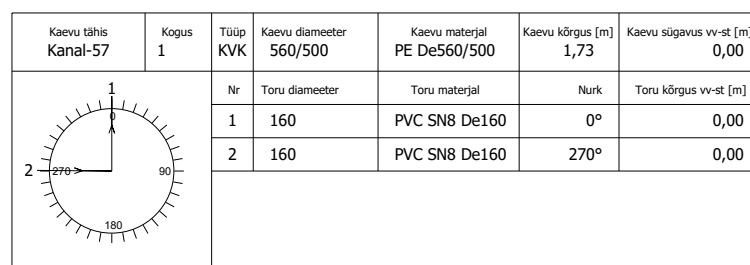 Kaevu tähis Kogus Tüüp Kaevu diameeter Kaevu materjal Kaevu kõrgus [m] Kaevu sügavus vv-st [m]
Kanal-57 1 KVK 560/500 PE De560/500 1,73 0,00
Nr Toru diameeter Toru materjal Nurk Toru kõrgus vv-st [m]
1 160 PVC SN8 De160 0° 0,00
2 160 PVC SN8 De160 270° 0,00
1
0
2 270 90
180